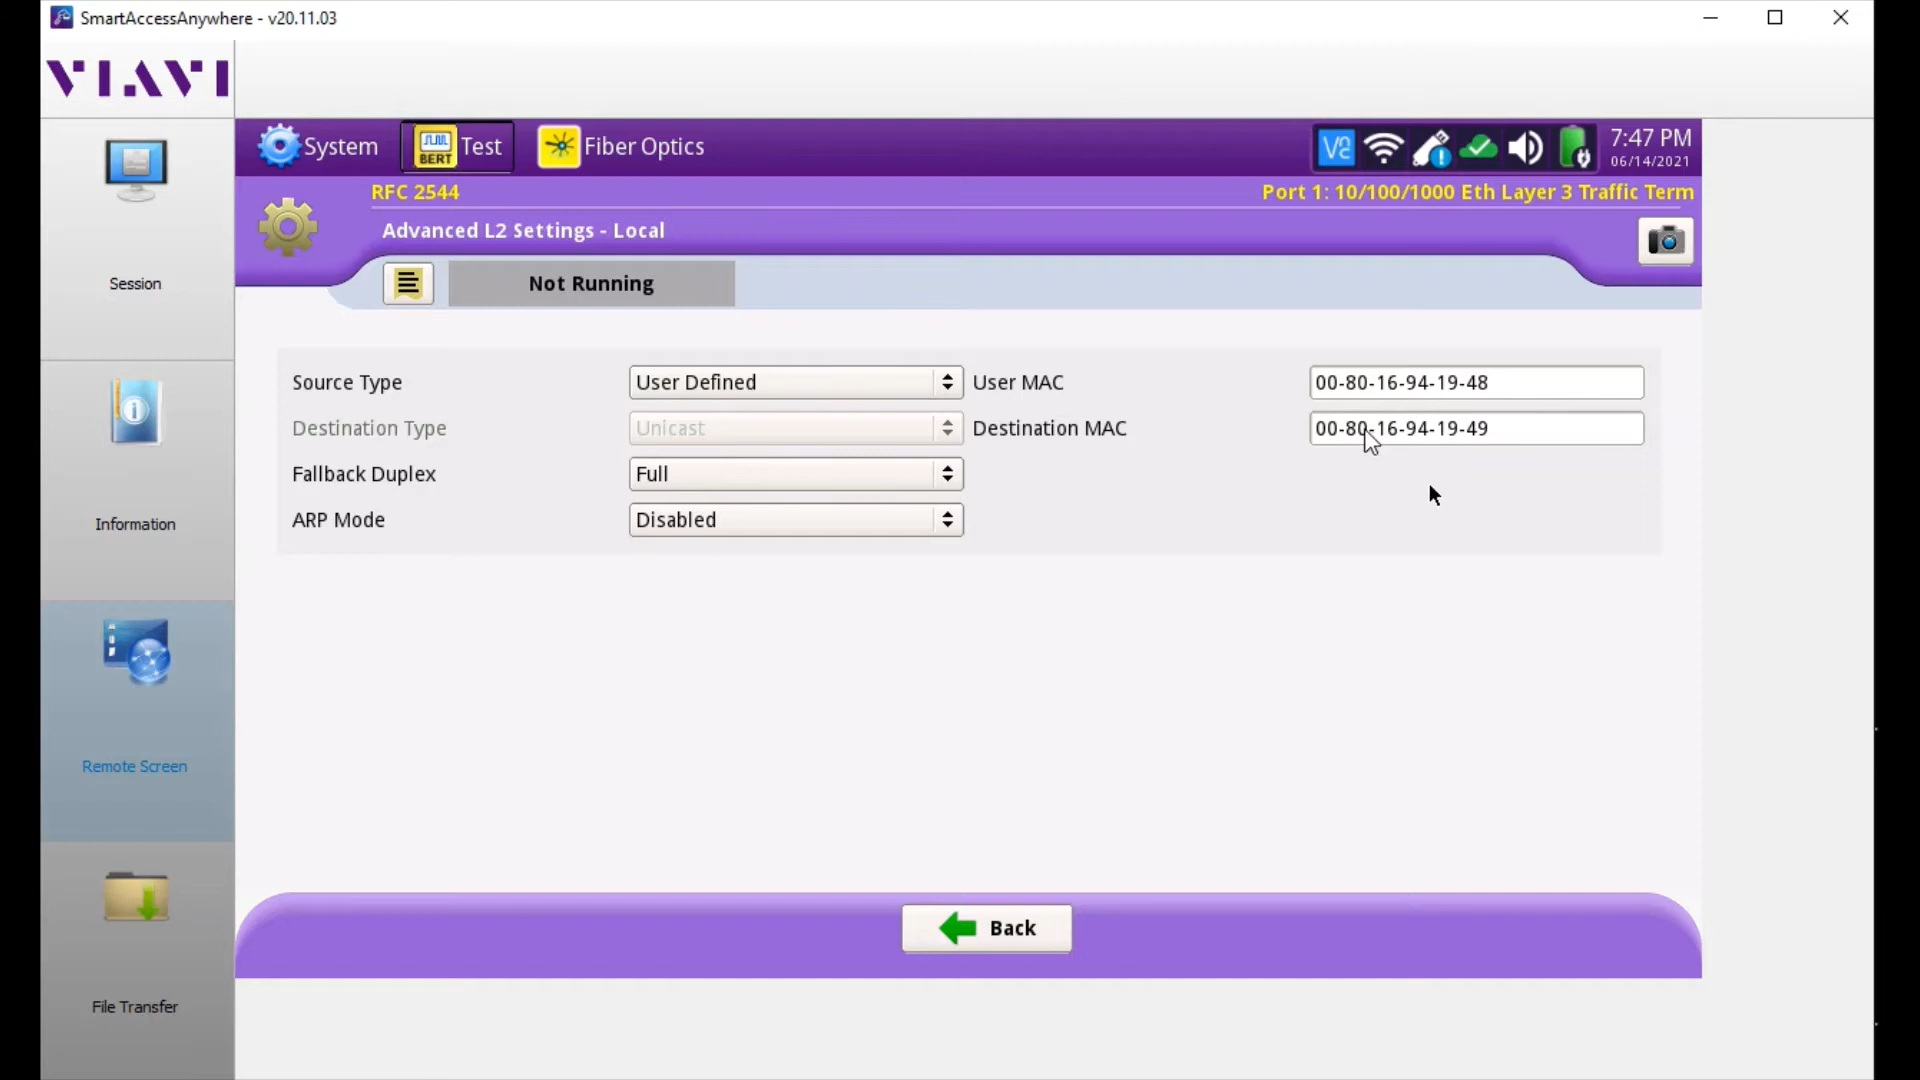 SmartAccessAnywhere - v20.11.03
VIAVI
System
BERT
Test
Fiber Optics
7:47 PM
06/14/2021
RFC 2544
Port 1: 10/100/1000 Eth Layer 3 Traffic Term
Advanced L2 Settings - Local
Not Running
Session
Source Type
User Defined
User MAC
00-80-16-94-19-48
Destination Type
Unicast
Destination MAC
00-80-16-94-19-49
Fallback Duplex
Full
ARP Mode
Disabled
Information
Remote Screen
Back
File Transfer